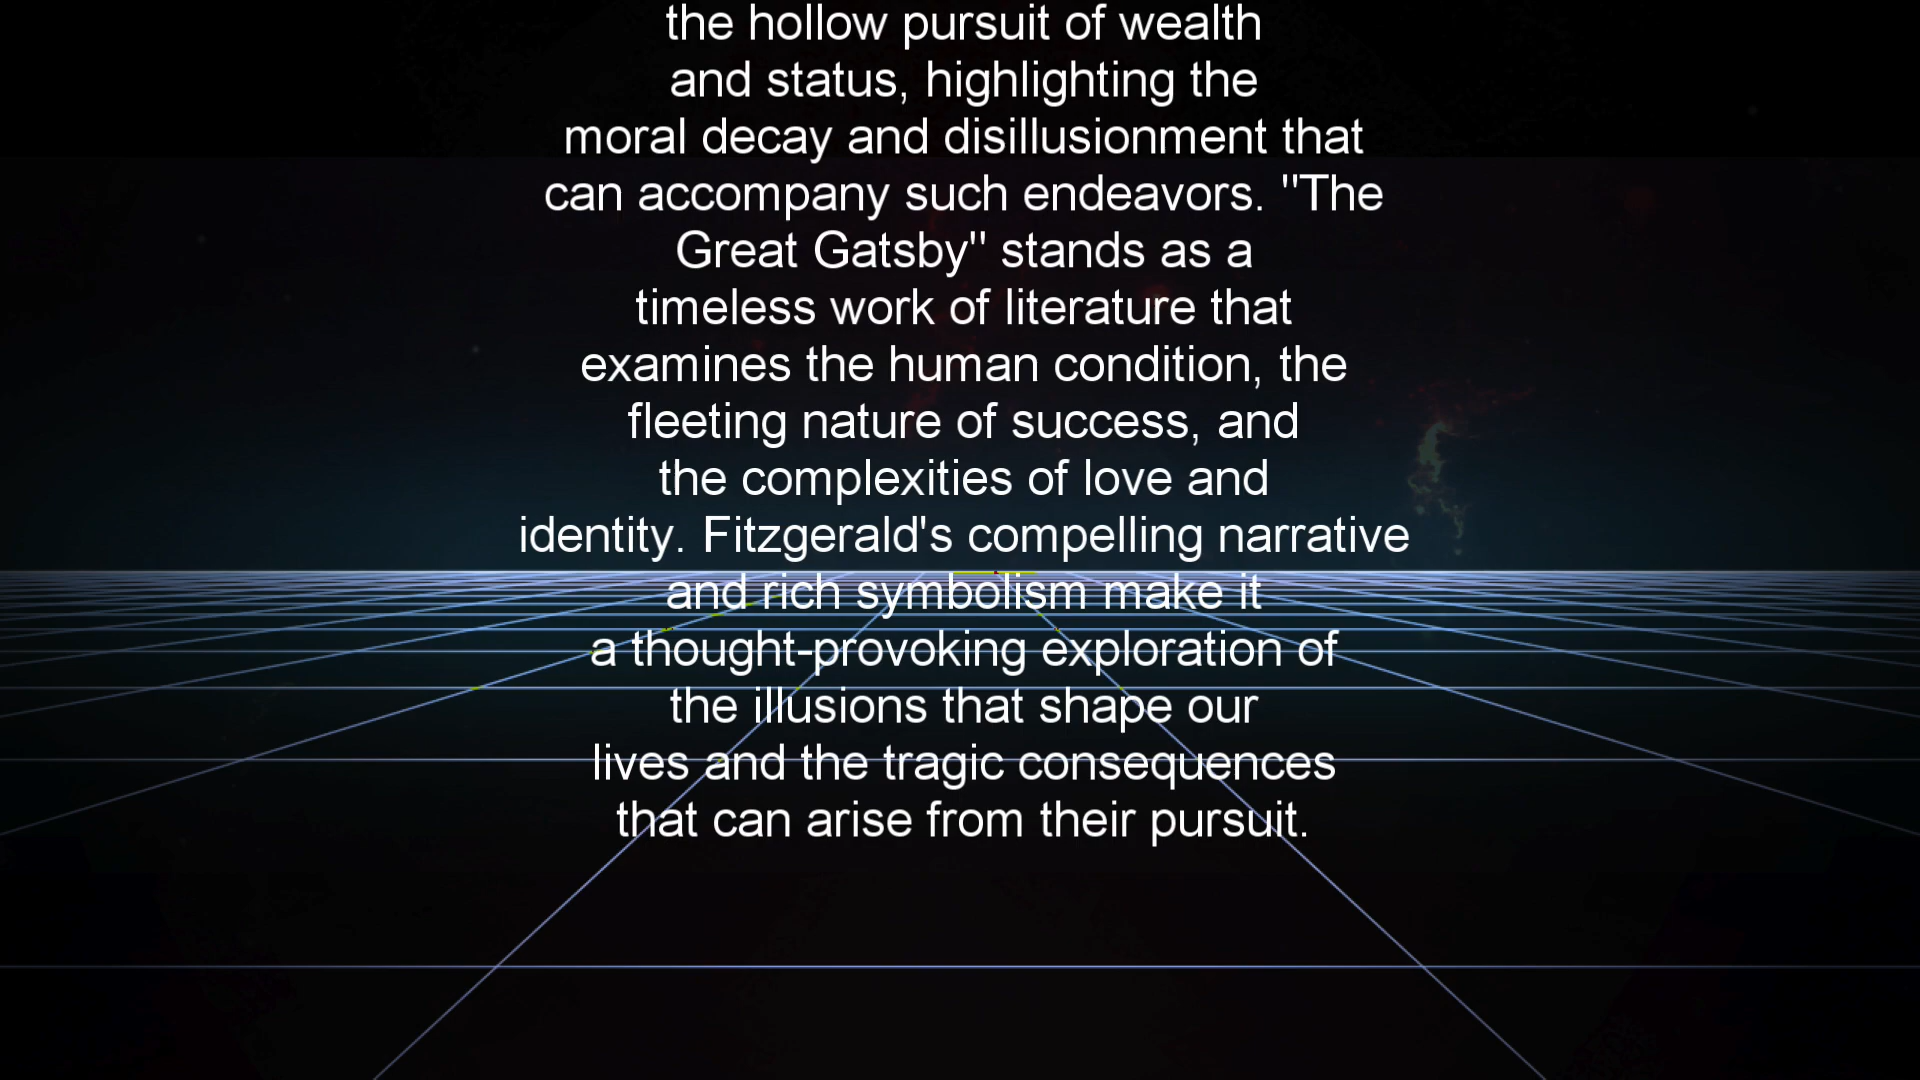 the hollow pursuit of wealth
and status, highlighting the
moral decay and disillusionment that
can accompany such endeavors. "The
Great Gatsby" stands as a
timeless work of literature that
examines the human condition, the
fleeting nature of success, and
the complexities of love and
identity. Fitzgerald's compelling narrative
and rich symbolism make it
a thought-provoking exploration of
the illusions that shape our
lives and the tragic consequences
that can arise from their pursuit.